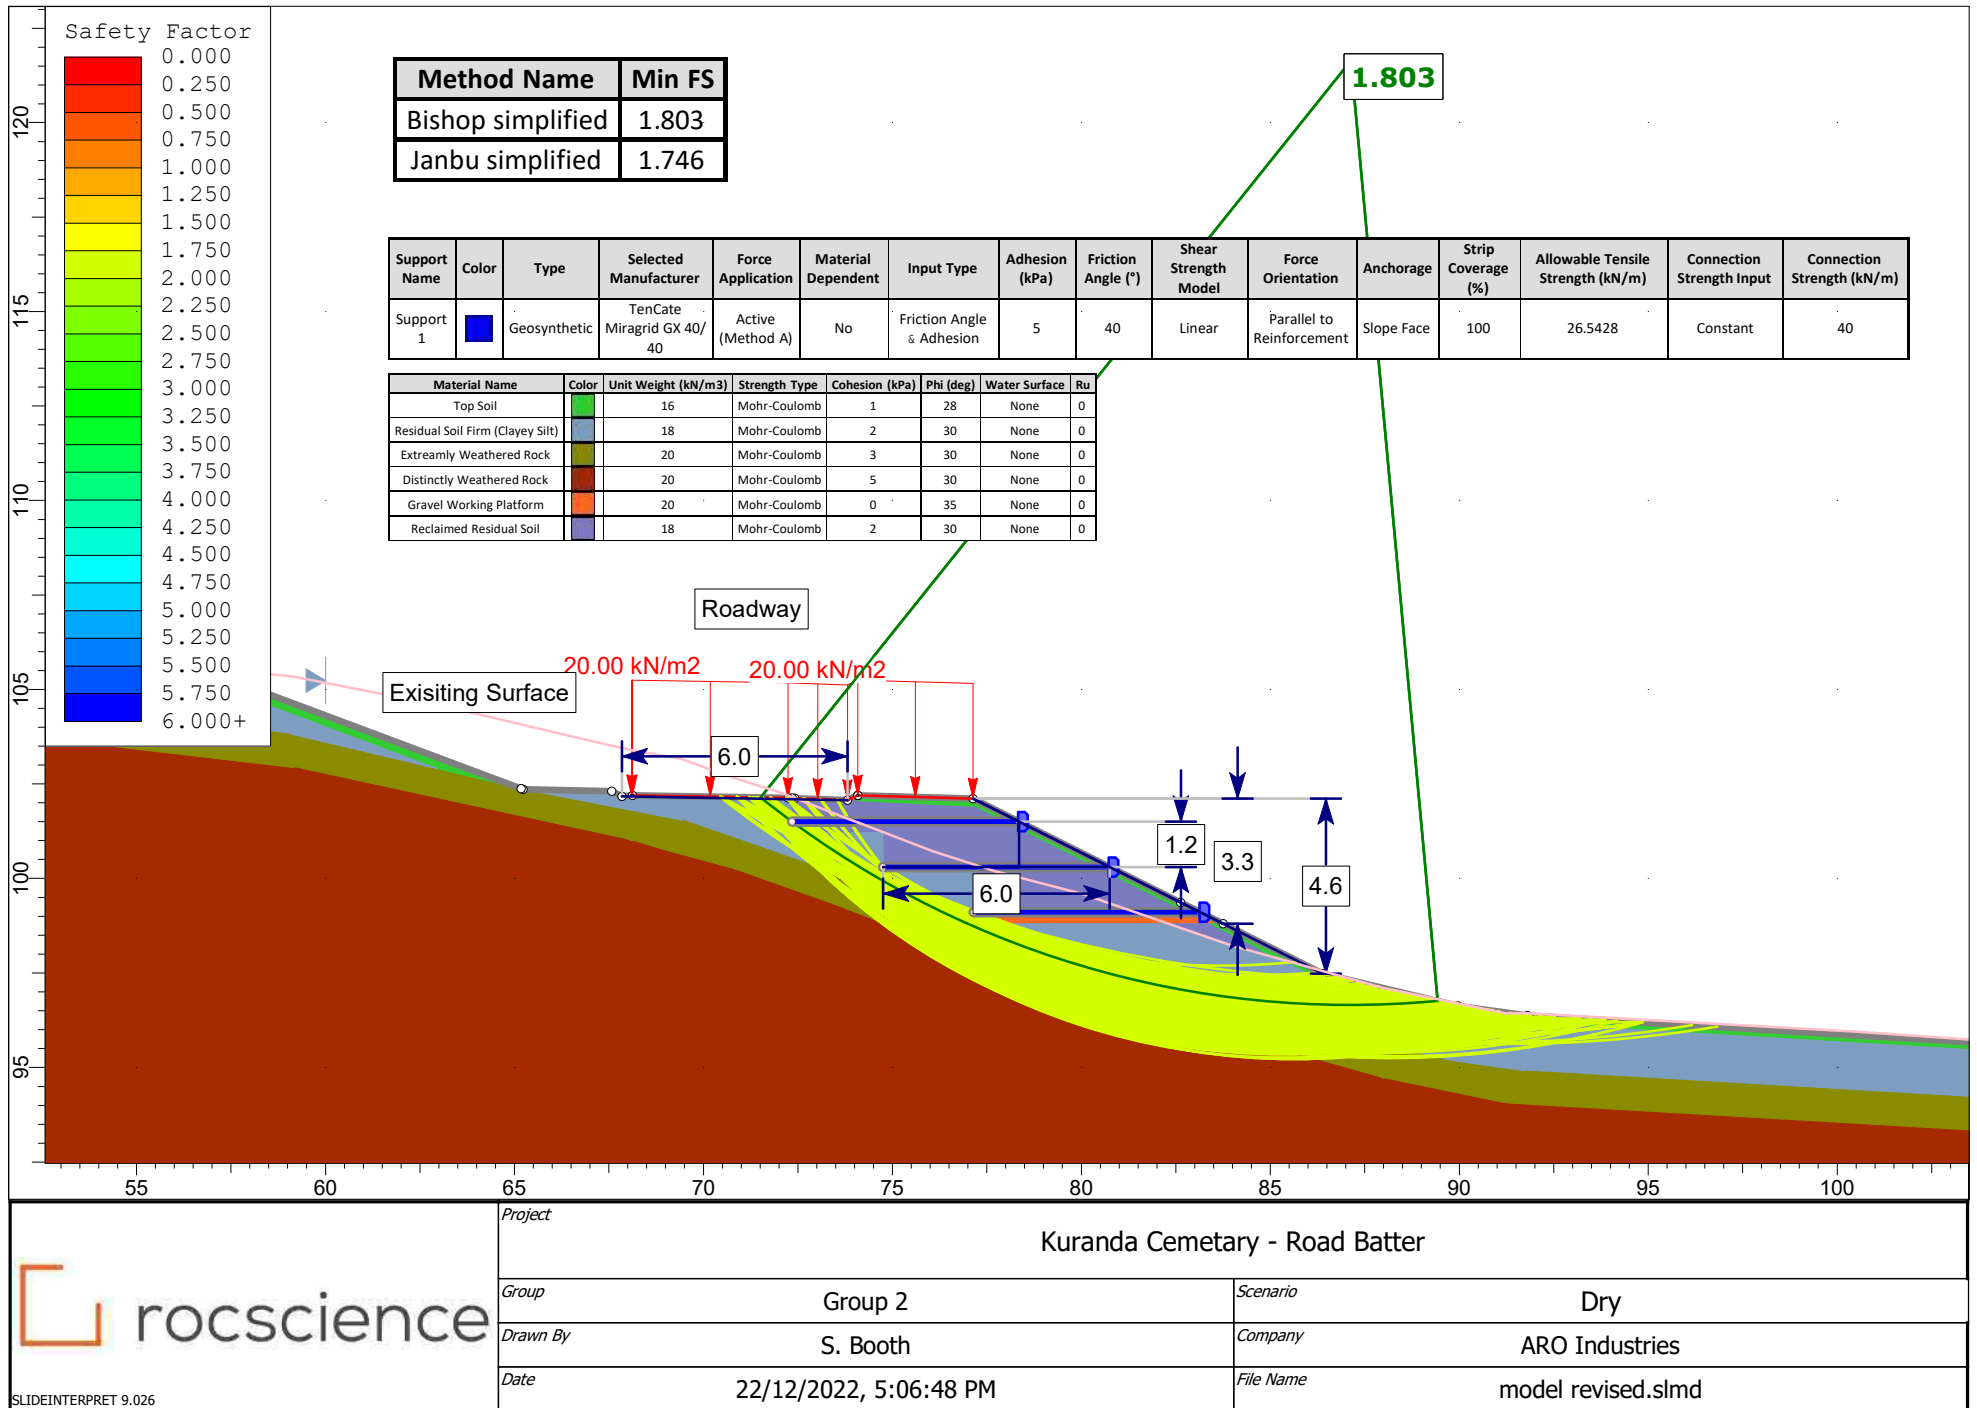 Safety Factor
0.000
0.250
0.500
0.750
1.000
1.250
1.500
1.750
2.000
2.250
2.500
2.750
3.000
3.250
3.500
3.750
4.000
4.250
4.500
4.750
5.000
5.250
5.500
5.750
6.000+
Method Name Min FS
Bishop simplified 1.803
Janbu simplified 1.746
1.803
Support Name Color Type Selected Manufacturer Force Application Material Dependent Input Type Adhesion (kPa) Friction Angle (°) Shear Strength Model Force Orientation Anchorage Strip Coverage (%) Allowable Tensile Strength (kN/m) Connection Strength Input Connection Strength (kN/m)
Support 1 Geosynthetic TenCate Miragrid GX 40/ 40 Active (Method A) No Friction Angle & Adhesion 5 40 Linear Parallel to Reinforcement Slope Face 100 26.5428 Constant 40
Material Name Color Unit Weight (kN/m3) Strength Type Cohesion (kPa) Phi (deg) Water Surface Ru
Top Soil 16 Mohr-Coulomb 1 28 None 0
Residual Soil Firm (Clayey Silt) 18 Mohr-Coulomb 2 30 None 0
Extreamly Weathered Rock 20 Mohr-Coulomb 3 30 None 0
Distinctly Weathered Rock 20 Mohr-Coulomb 5 30 None 0
Gravel Working Platform 20 Mohr-Coulomb 0 35 None 0
Reclaimed Residual Soil 18 Mohr-Coulomb 2 30 None 0
Roadway
20.00 kN/m2 20.00 kN/m2
Exisiting Surface
6.0
1.2
3.3
4.6
6.0
120
115
110
105
100
95
55 60 65 70 75 80 85 90 95 100
rocscience
SLIDEINTERPRET 9.026
Project
Kuranda Cemetary - Road Batter
Group Group 2 Scenario Dry
Drawn By S. Booth Company ARO Industries
Date 22/12/2022, 5:06:48 PM File Name model revised.slmd